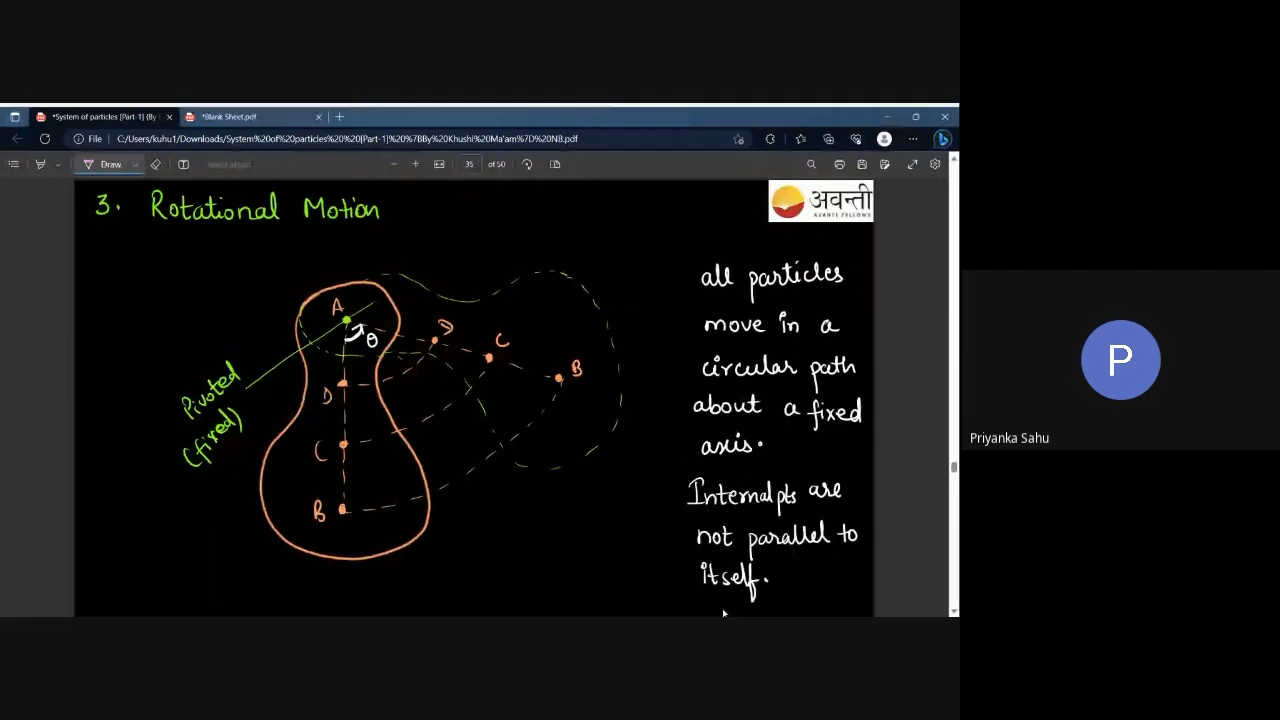 *System of particles [Part-1] (By
*Blank Sheet.pdf
File
C:/Users/kuhu1/Downloads/System%20of%20particles%20%20[Part-1]%20%7BBy%20Khushi%20Ma'am%7D%20NB.pdf
Draw
35
of 50
3. Rotational Motion
अवन्ती
AVANTI FELLOWS
A
θ
D
C
B
Pivoted
(fixed)
D
C
B
all particles
move in a
circular path
about a fixed
axis.
Internal pts are
not parallel to
itself.
P
Priyanka Sahu